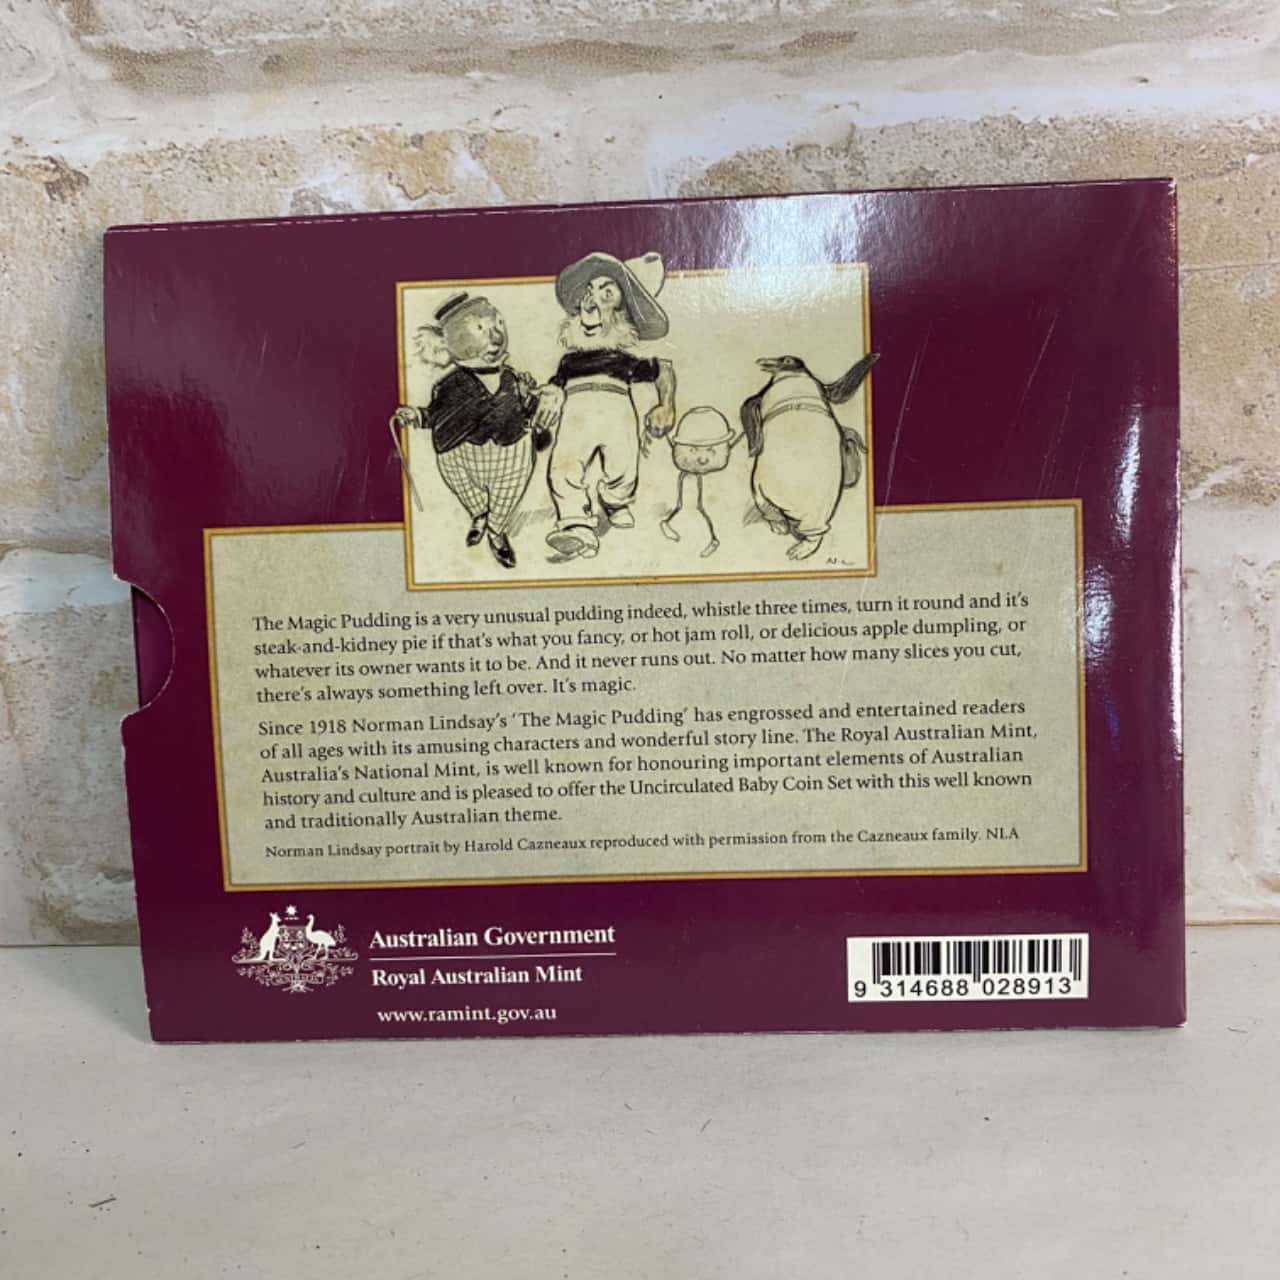 The Magic Pudding is a very unusual pudding indeed, whistle three times, turn it round and it's
steak-and-kidney pie if that's what you fancy, or hot jam roll, or delicious apple dumpling, or
whatever its owner wants it to be. And it never runs out. No matter how many slices you cut,
there's always something left over. It's magic.
Since 1918 Norman Lindsay's 'The Magic Pudding' has engrossed and entertained readers
of all ages with its amusing characters and wonderful story line. The Royal Australian Mint,
Australia's National Mint, is well known for honouring important elements of Australian
history and culture and is pleased to offer the Uncirculated Baby Coin Set with this well known
and traditionally Australian theme.
Norman Lindsay portrait by Harold Cazneaux reproduced with permission from the Cazneaux family. NLA
Australian Government
Royal Australian Mint
www.ramint.gov.au
9 314688 028913